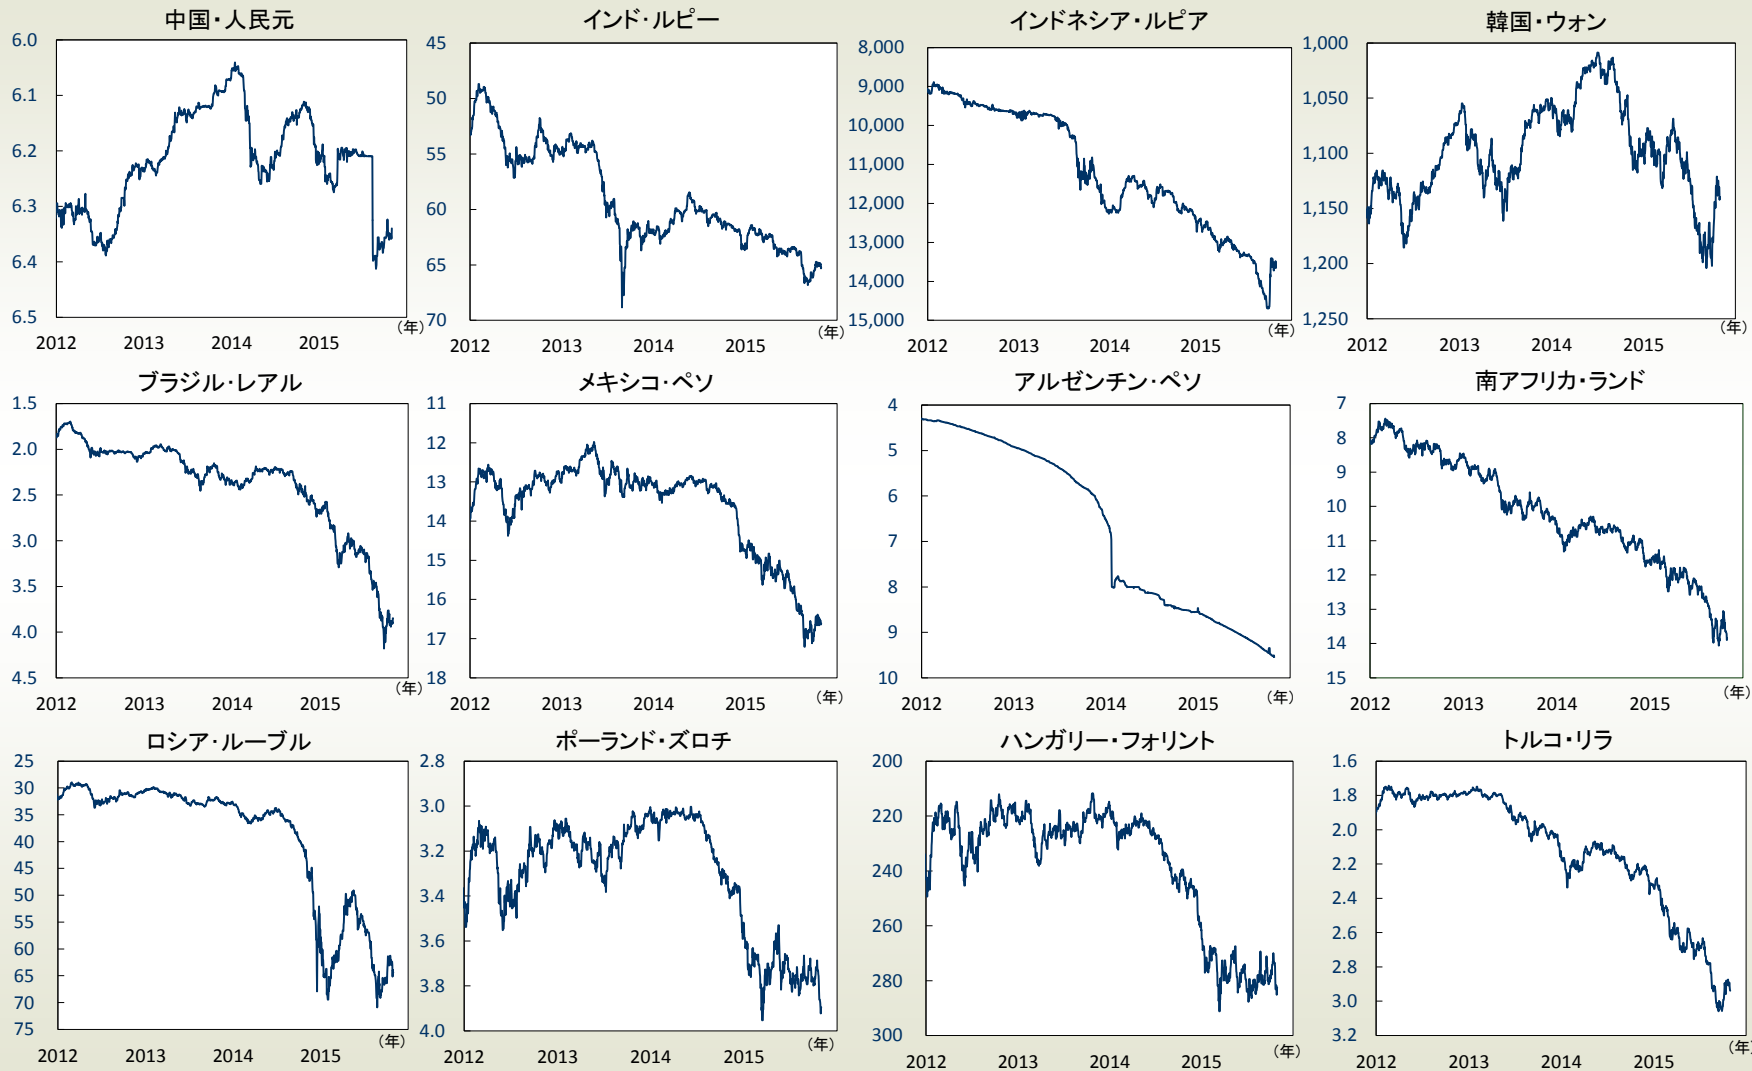 中国・人民元
6.0
6.1
6.2
6.3
6.4
6.5
2012 2013 2014 2015
（年）
インド・ルピー
45
50
55
60
65
70
2012 2013 2014 2015
（年）
インドネシア・ルピア
8,000
9,000
10,000
11,000
12,000
13,000
14,000
15,000
2012 2013 2014 2015
（年）
韓国・ウォン
1,000
1,050
1,100
1,150
1,200
1,250
2012 2013 2014 2015
（年）
ブラジル・レアル
1.5
2.0
2.5
3.0
3.5
4.0
4.5
2012 2013 2014 2015
（年）
メキシコ・ペソ
11
12
13
14
15
16
17
18
2012 2013 2014 2015
（年）
アルゼンチン・ペソ
4
5
6
7
8
9
10
2012 2013 2014 2015
（年）
南アフリカ・ランド
7
8
9
10
11
12
13
14
15
2012 2013 2014 2015
（年）
ロシア・ルーブル
25
30
35
40
45
50
55
60
65
70
75
2012 2013 2014 2015
（年）
ポーランド・ズロチ
2.8
3.0
3.2
3.4
3.6
3.8
4.0
2012 2013 2014 2015
（年）
ハンガリー・フォリント
200
220
240
260
280
300
2012 2013 2014 2015
（年）
トルコ・リラ
1.6
1.8
2.0
2.2
2.4
2.6
2.8
3.0
3.2
2012 2013 2014 2015
（年）